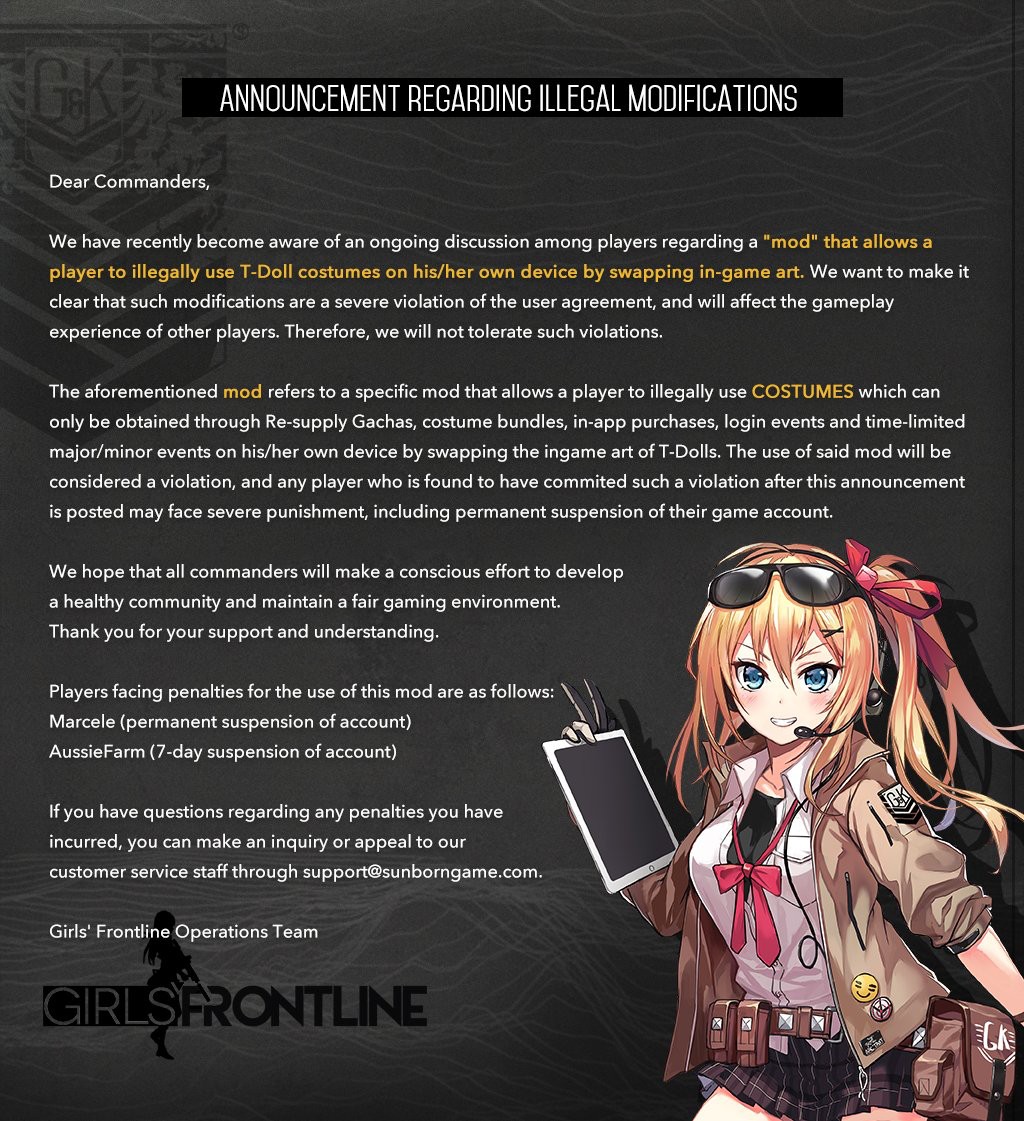 G&K
ANNOUNCEMENT REGARDING ILLEGAL MODIFICATIONS
Dear Commanders,
We have recently become aware of an ongoing discussion among players regarding a "mod" that allows a
player to illegally use T-Doll costumes on his/her own device by swapping in-game art. We want to make it
clear that such modifications are a severe violation of the user agreement, and will affect the gameplay
experience of other players. Therefore, we will not tolerate such violations.
The aforementioned mod refers to a specific mod that allows a player to illegally use COSTUMES which can
only be obtained through Re-supply Gachas, costume bundles, in-app purchases, login events and time-limited
major/minor events on his/her own device by swapping the ingame art of T-Dolls. The use of said mod will be
considered a violation, and any player who is found to have commited such a violation after this announcement
is posted may face severe punishment, including permanent suspension of their game account.
We hope that all commanders will make a conscious effort to develop
a healthy community and maintain a fair gaming environment.
Thank you for your support and understanding.
Players facing penalties for the use of this mod are as follows:
Marcele (permanent suspension of account)
AussieFarm (7-day suspension of account)
If you have questions regarding any penalties you have
incurred, you can make an inquiry or appeal to our
customer service staff through support@sunborngame.com.
Girls' Frontline Operations Team
GIRLSFRONTLINE
G&K
GK